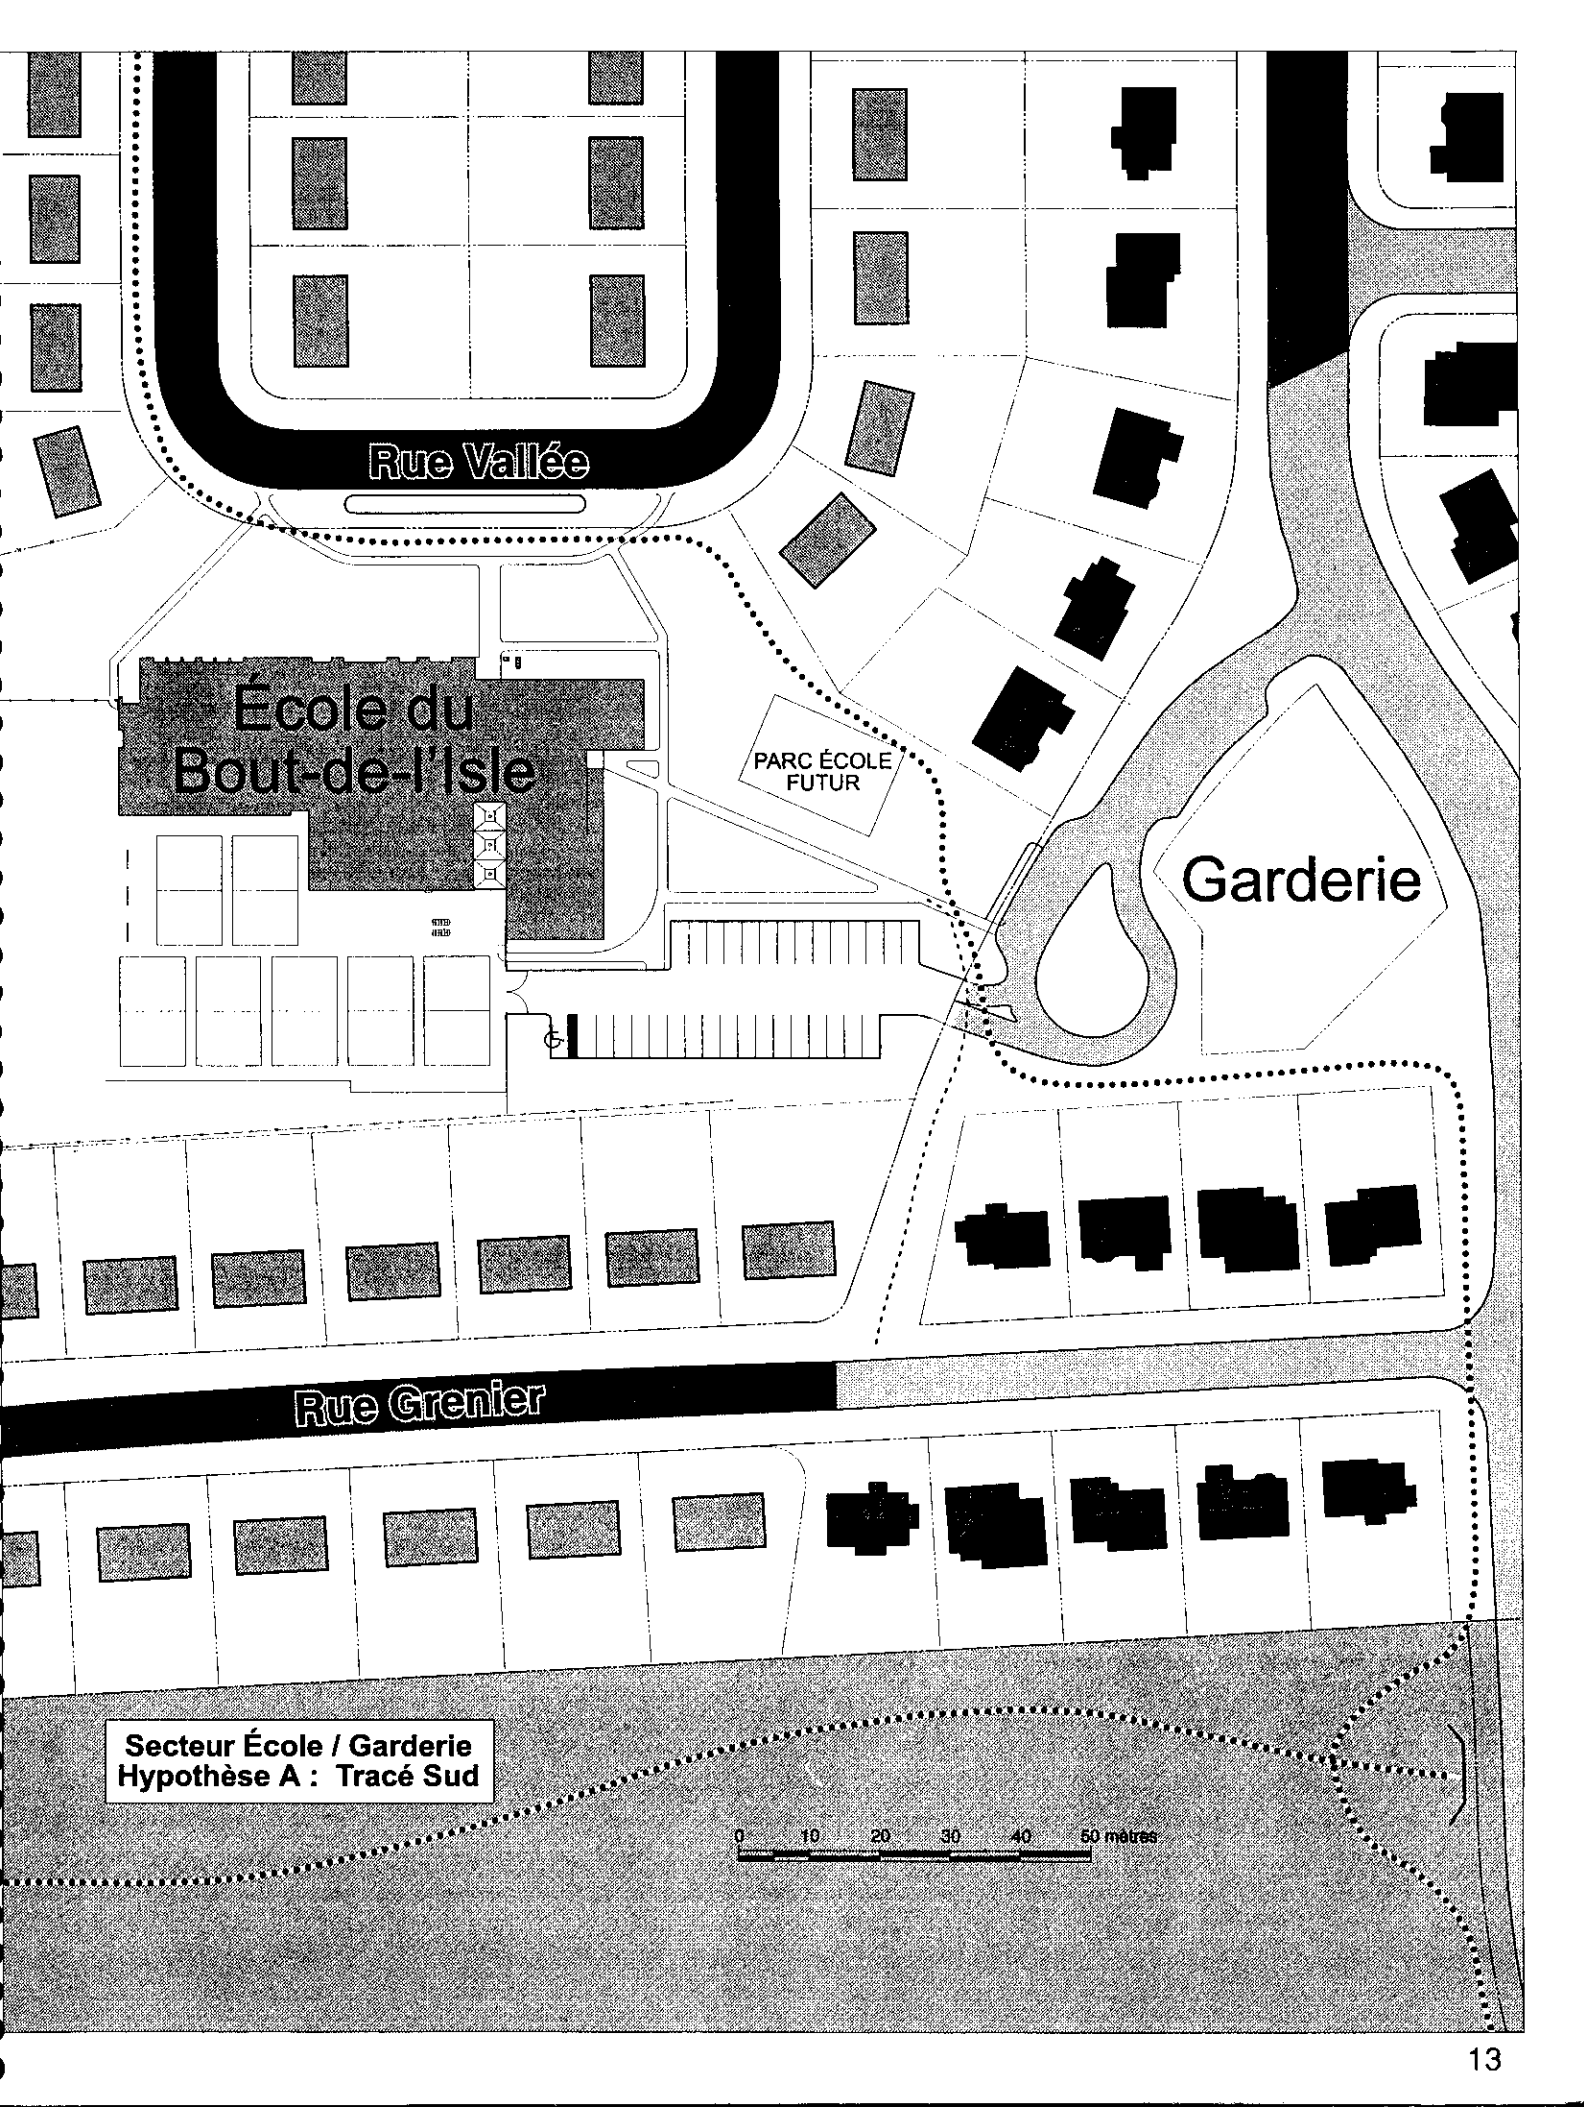 Rue Vallée
École du
Bout-de-l'Isle
PARC ÉCOLE
FUTUR
Garderie
Rue Grenier
Secteur École / Garderie
Hypothèse A : Tracé Sud
0 10 20 30 40 50 mètres
13